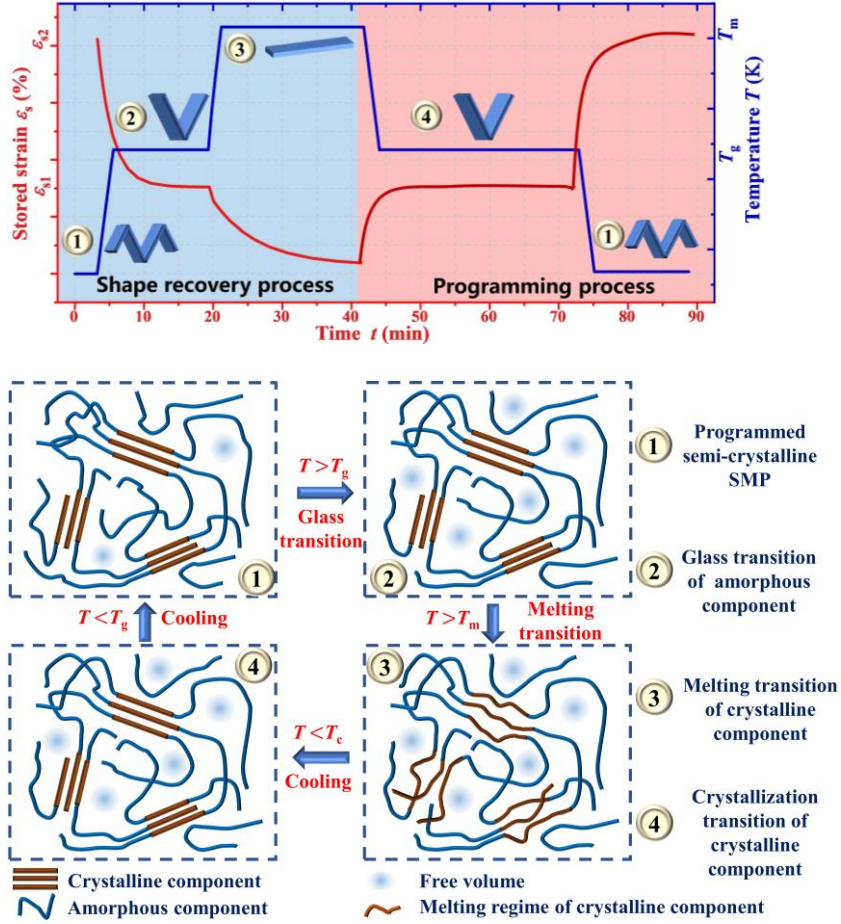 Stored strain εs (%)
εs2
εs1
Temperature T (K)
Tm
Tg
1
2
3
4
1
Shape recovery process
Programming process
0 10 20 30 40 50 60 70 80 90
Time t (min)
1
T > Tg
Glass
transition
2
T < Tg Cooling
T > Tm Melting
transition
4
T < Tc
Cooling
3
1 Programmed
semi-crystalline
SMP
2 Glass transition
of amorphous
component
3 Melting transition
of crystalline
component
4 Crystallization
transition of
crystalline
component
Crystalline component
Free volume
Amorphous component
Melting regime of crystalline component